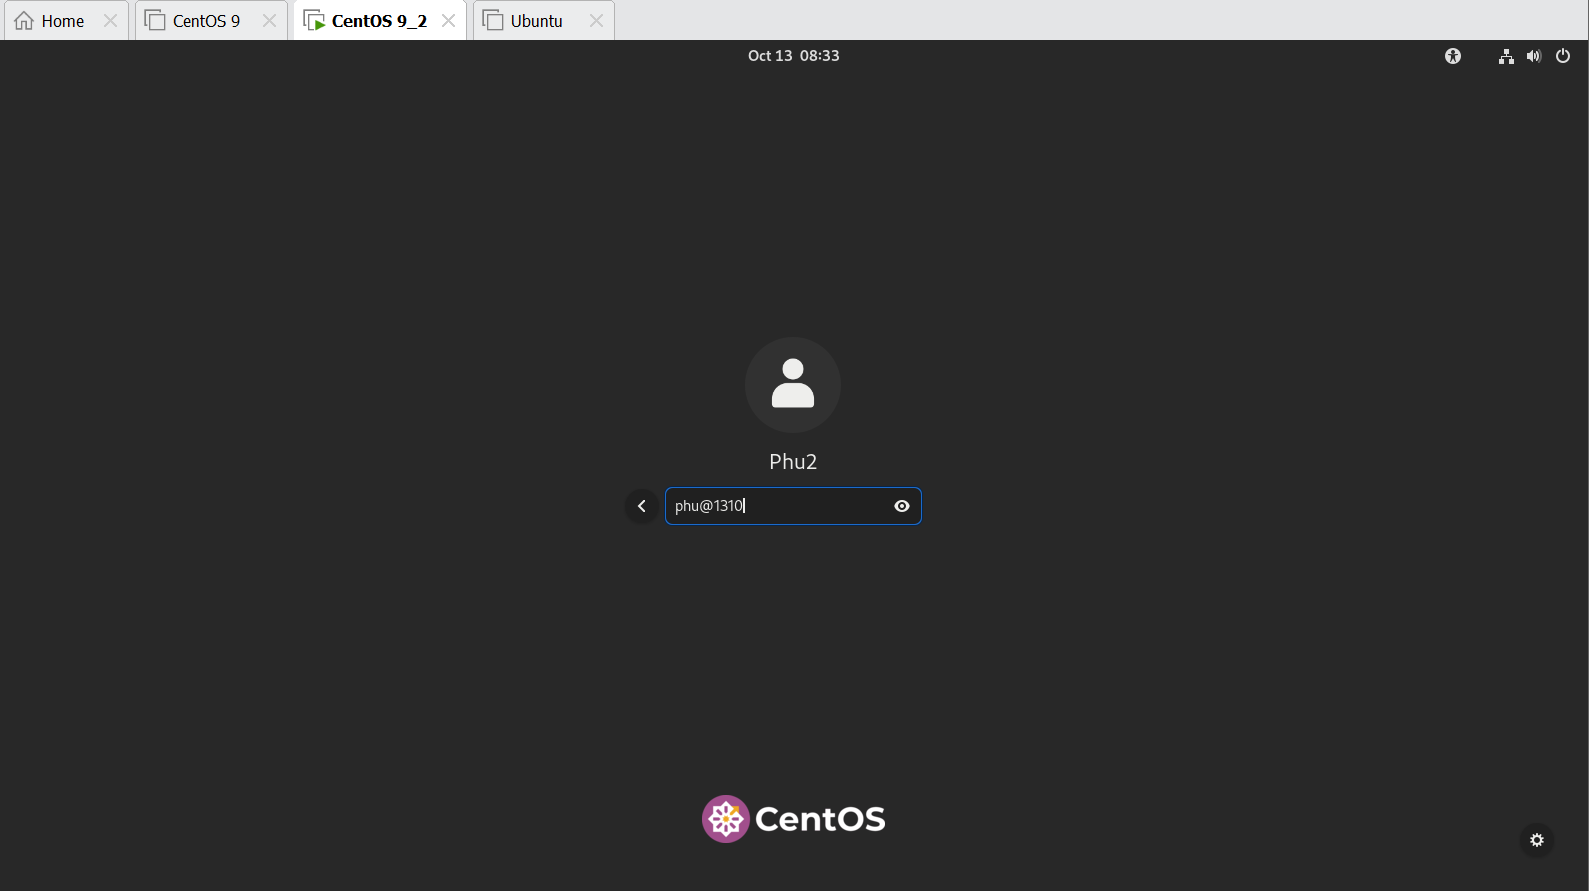 Home
CentOS 9
CentOS 9_2
Ubuntu
Oct 13 08:33
Phu2
phu@1310
CentOS